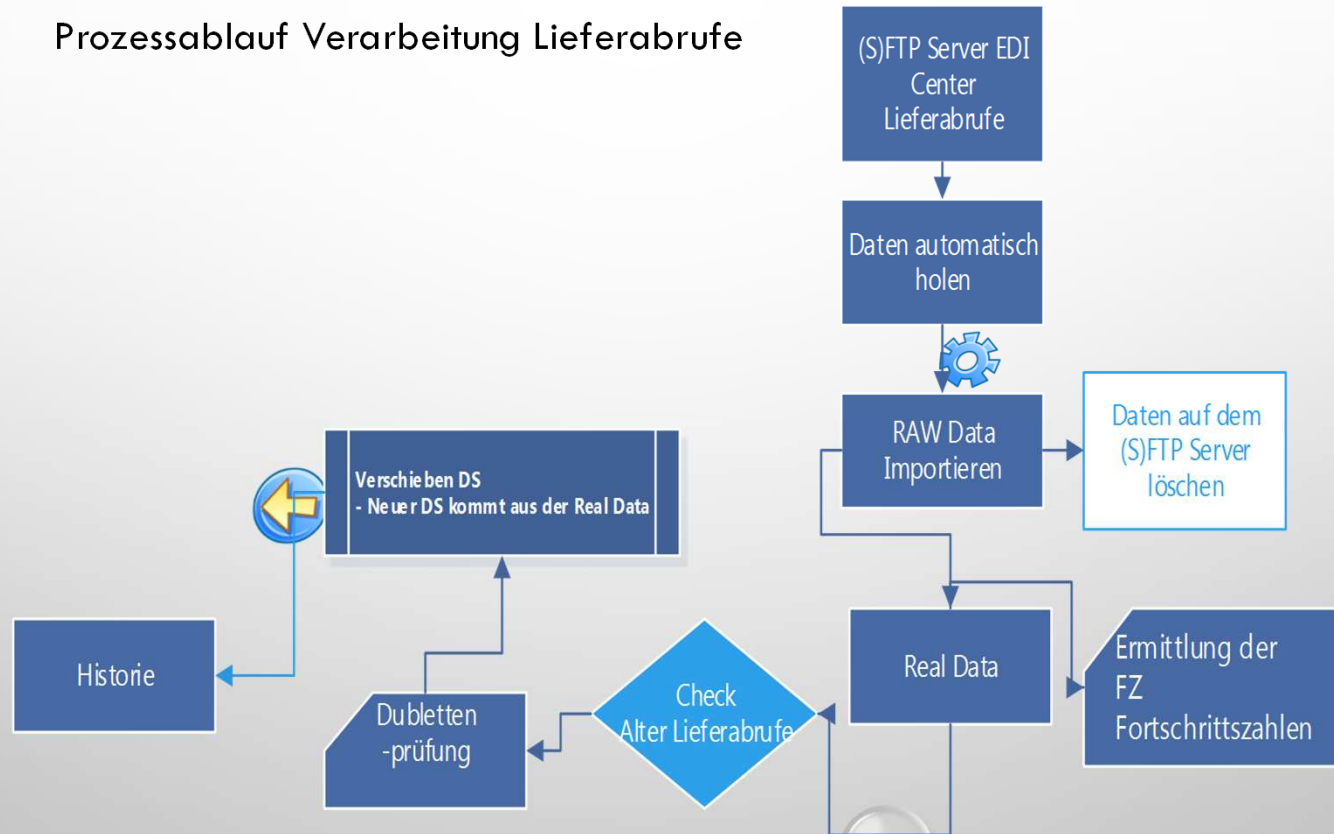 Prozessablauf Verarbeitung Lieferabrufe
(S)FTP Server EDI
Center
Lieferabrufe
Daten automatisch
holen
RAW Data
Importieren
Daten auf dem
(S)FTP Server
löschen
Verschieben DS
- Neuer DS kommt aus der Real Data
Historie
Dubletten
-prüfung
Check
Alter Lieferabrufe
Real Data
Ermittlung der
FZ
Fortschrittszahlen